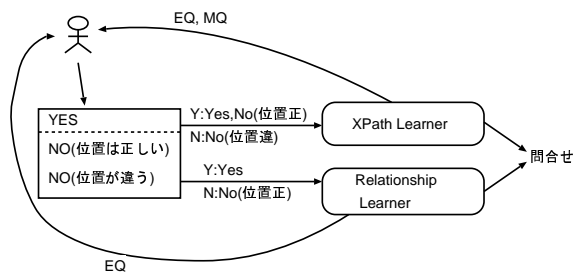 EQ, MQ
YES
NO(位置は正しい)
NO(位置が違う)
Y:Yes,No(位置正)
N:No(位置違)
XPath Learner
Y:Yes
N:No(位置正)
Relationship
Learner
問合せ
EQ